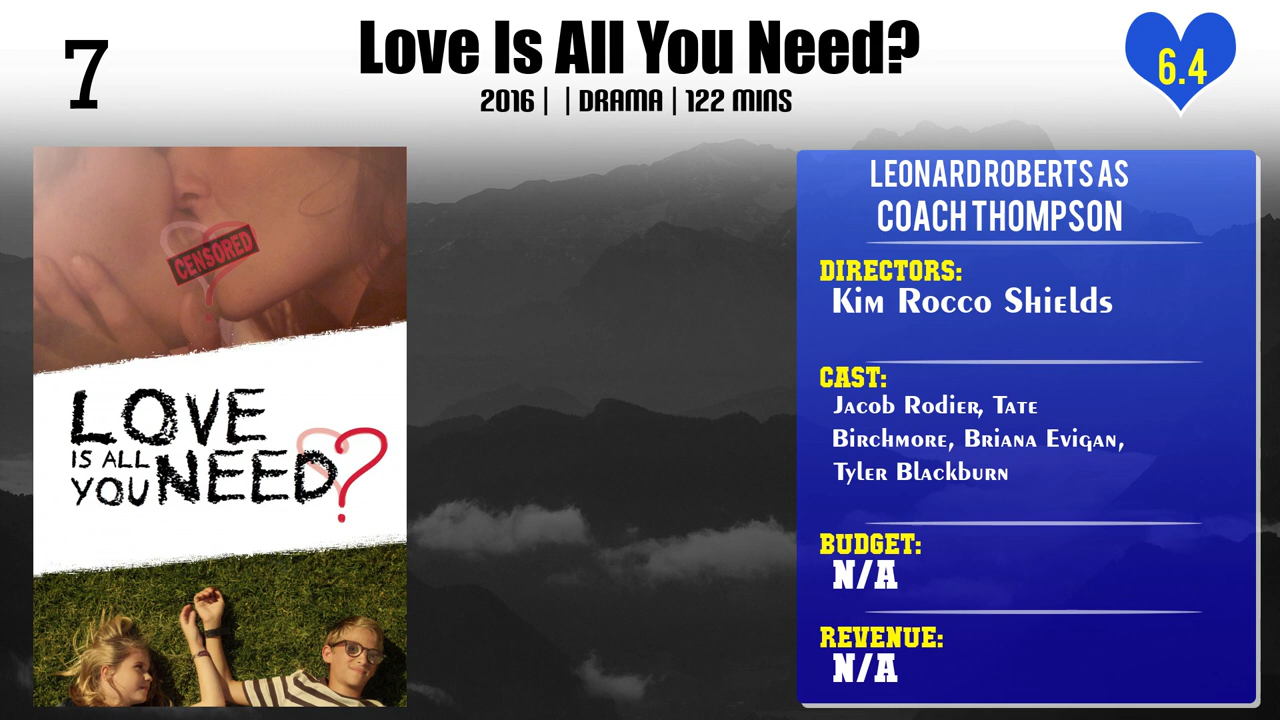 7
Love Is All You Need?
2016 | | DRAMA | 122 MINS
6.4
CENSORED
LOVE
IS ALL
YOU NEED?
LEONARD ROBERTS AS
COACH THOMPSON
DIRECTORS:
Kim Rocco Shields
CAST:
Jacob Rodier, Tate
Birchmore, Briana Evigan,
Tyler Blackburn
BUDGET:
N/A
REVENUE:
N/A